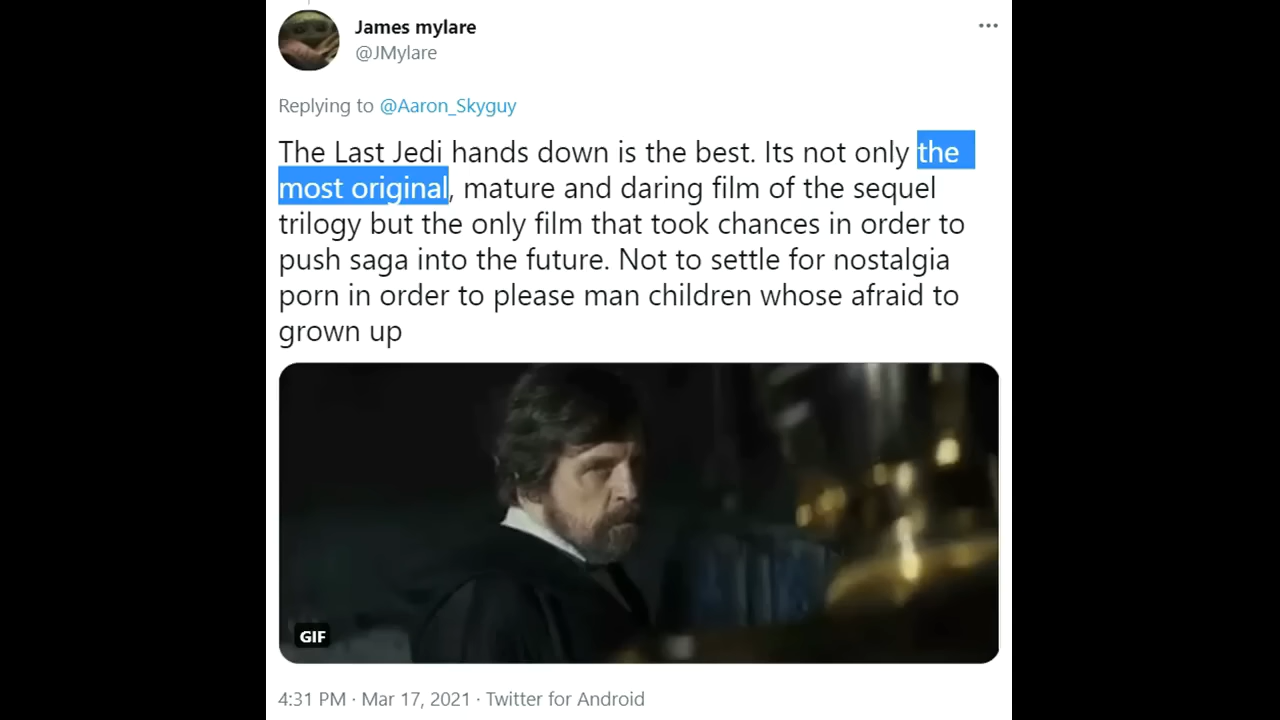 James mylare
@JMylare
Replying to @Aaron_Skyguy
The Last Jedi hands down is the best. Its not only the
most original, mature and daring film of the sequel
trilogy but the only film that took chances in order to
push saga into the future. Not to settle for nostalgia
porn in order to please man children whose afraid to
grown up
GIF
4:31 PM · Mar 17, 2021 · Twitter for Android